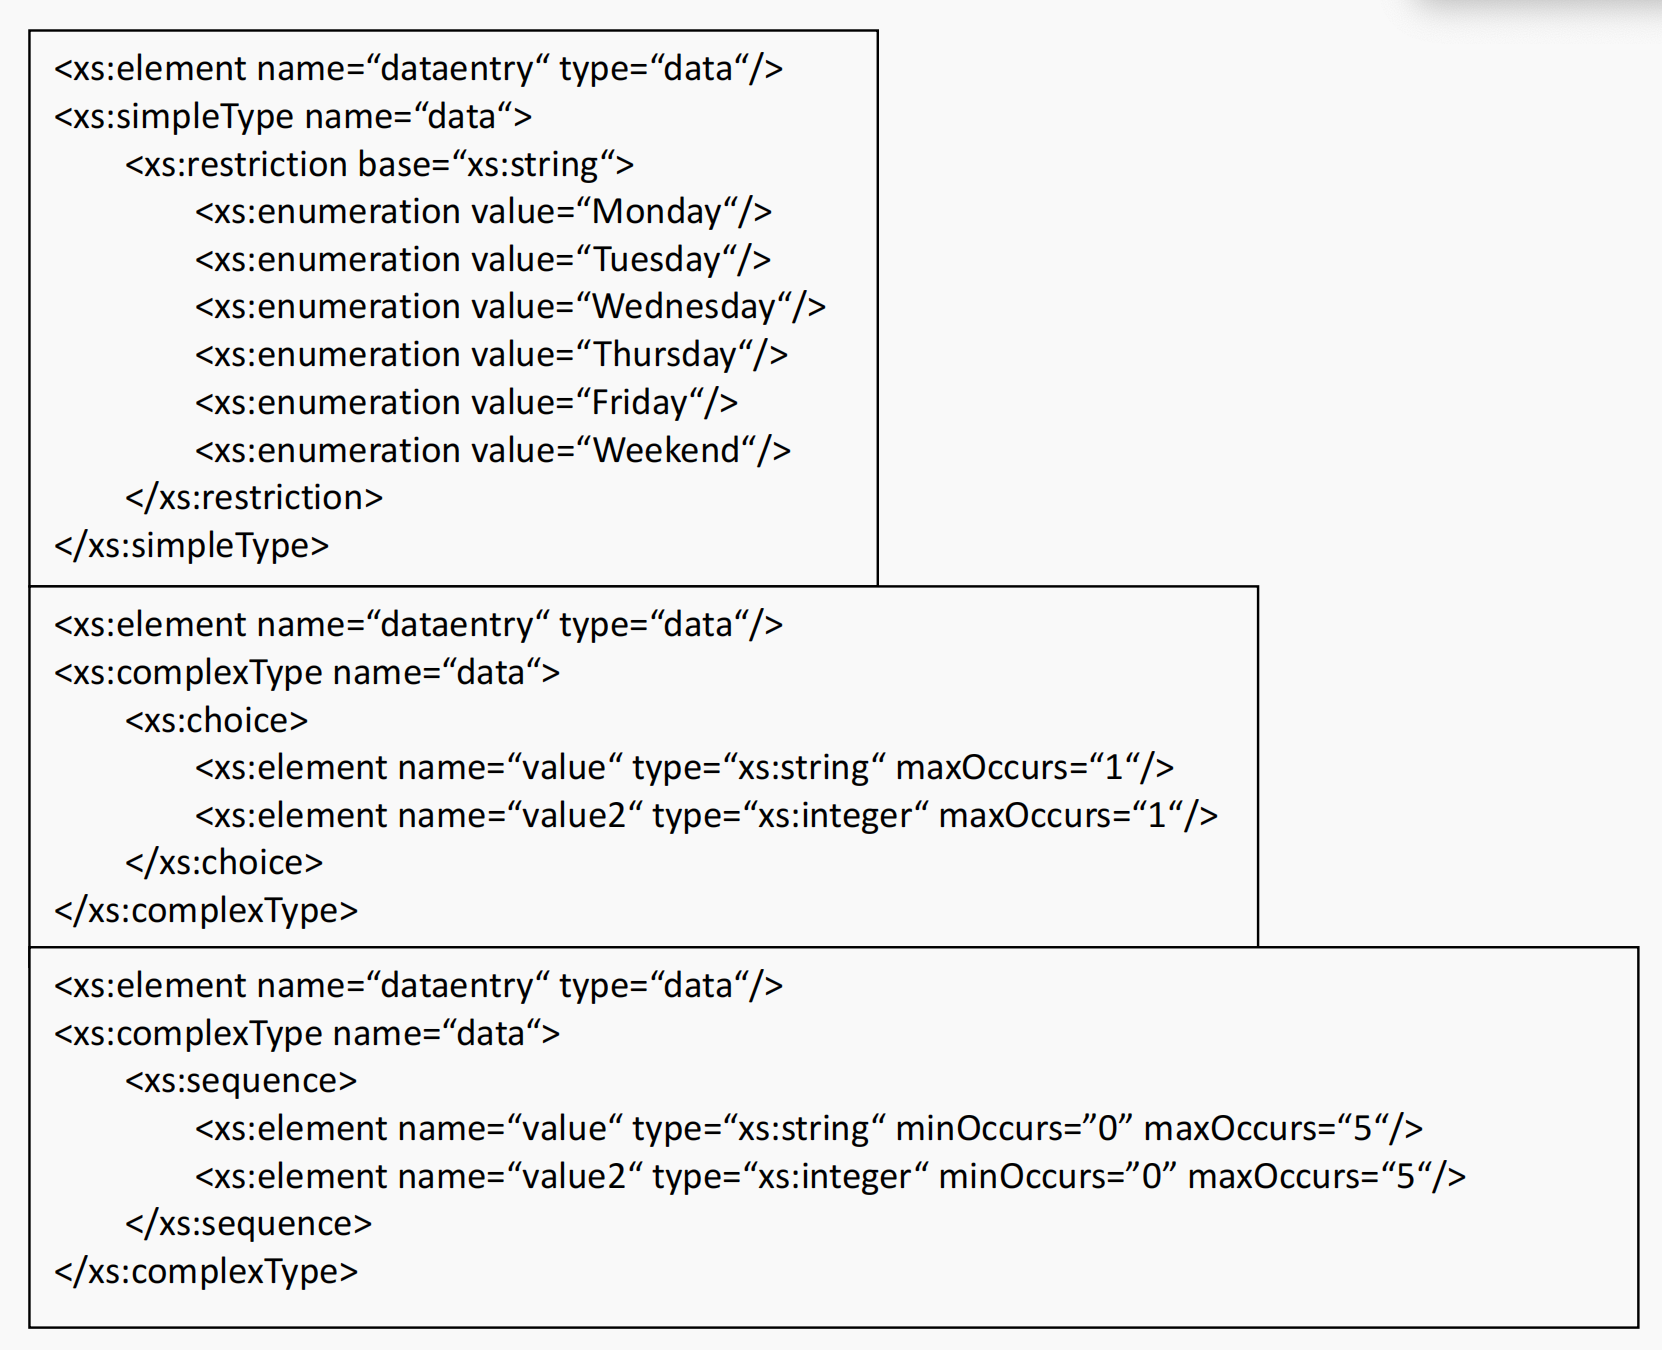 <xs:element name=“dataentry“ type=“data“/>
<xs:simpleType name=“data“>
<xs:restriction base=“xs:string“>
<xs:enumeration value=“Monday“/>
<xs:enumeration value=“Tuesday“/>
<xs:enumeration value=“Wednesday“/>
<xs:enumeration value=“Thursday“/>
<xs:enumeration value=“Friday“/>
<xs:enumeration value=“Weekend“/>
</xs:restriction>
</xs:simpleType>
<xs:element name=“dataentry“ type=“data“/>
<xs:complexType name=“data“>
<xs:choice>
<xs:element name=“value“ type=“xs:string“ maxOccurs=“1“/>
<xs:element name=“value2“ type=“xs:integer“ maxOccurs=“1“/>
</xs:choice>
</xs:complexType>
<xs:element name=“dataentry“ type=“data“/>
<xs:complexType name=“data“>
<xs:sequence>
<xs:element name=“value“ type=“xs:string“ minOccurs=”0” maxOccurs=“5“/>
<xs:element name=“value2“ type=“xs:integer“ minOccurs=”0” maxOccurs=“5“/>
</xs:sequence>
</xs:complexType>